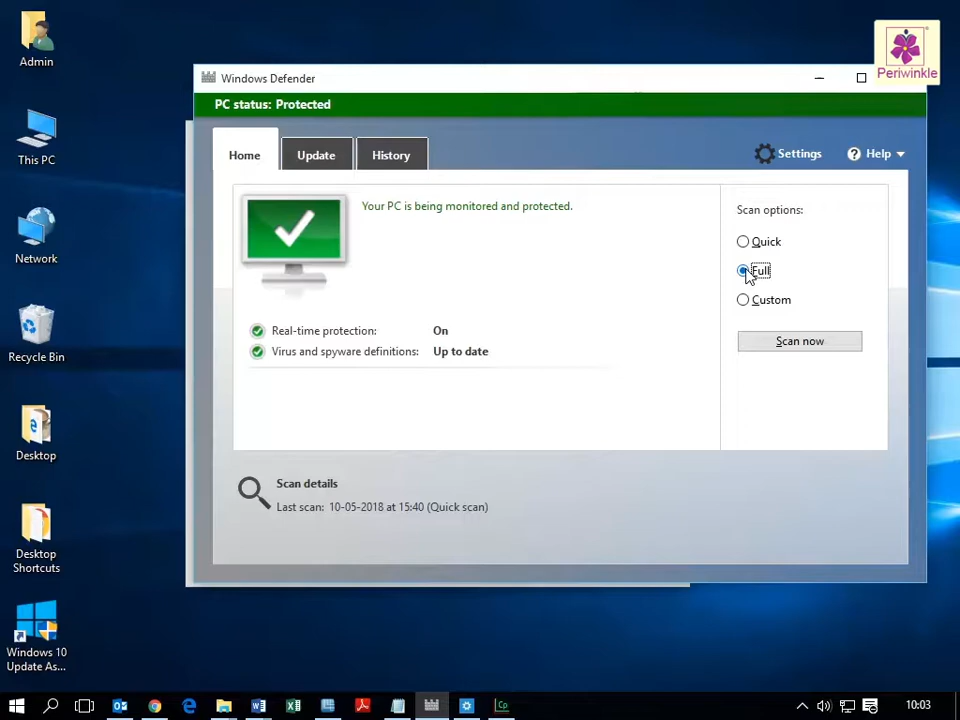 Admin
This PC
Network
Recycle Bin
Desktop
Desktop
Shortcuts
Windows 10
Update As...
Periwinkle
Windows Defender
PC status: Protected
Home
Update
History
Settings
Help
Your PC is being monitored and protected.
Real-time protection: On
Virus and spyware definitions: Up to date
Scan options:
Quick
Full
Custom
Scan now
Scan details
Last scan: 10-05-2018 at 15:40 (Quick scan)
Cp
10:03